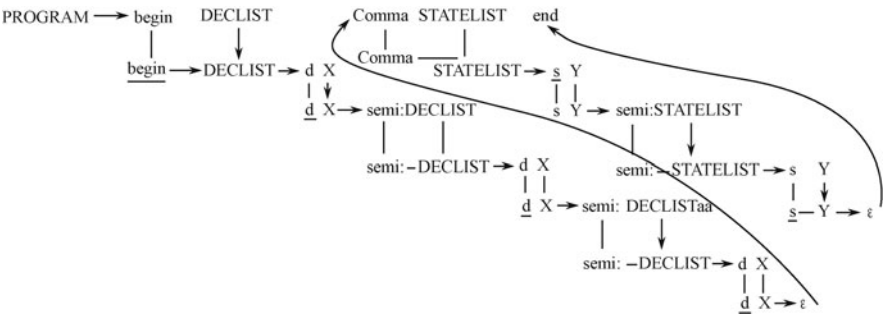 PROGRAM begin DECLIST Comma STATELIST end
Comma
begin DECLIST d X STATELIST s Y
d X semi:DECLIST s Y semi:STATELIST
semi:–DECLIST d X semi:–STATELIST s Y
d X semi: DECLISTaa s–Y ε
semi: –DECLIST d X
d X ε